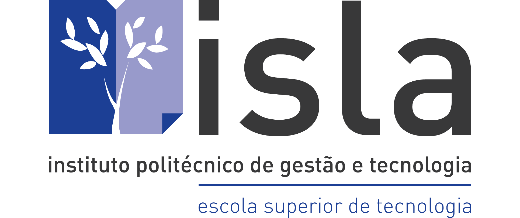 isla
instituto politécnico de gestão e tecnologia
escola superior de tecnologia